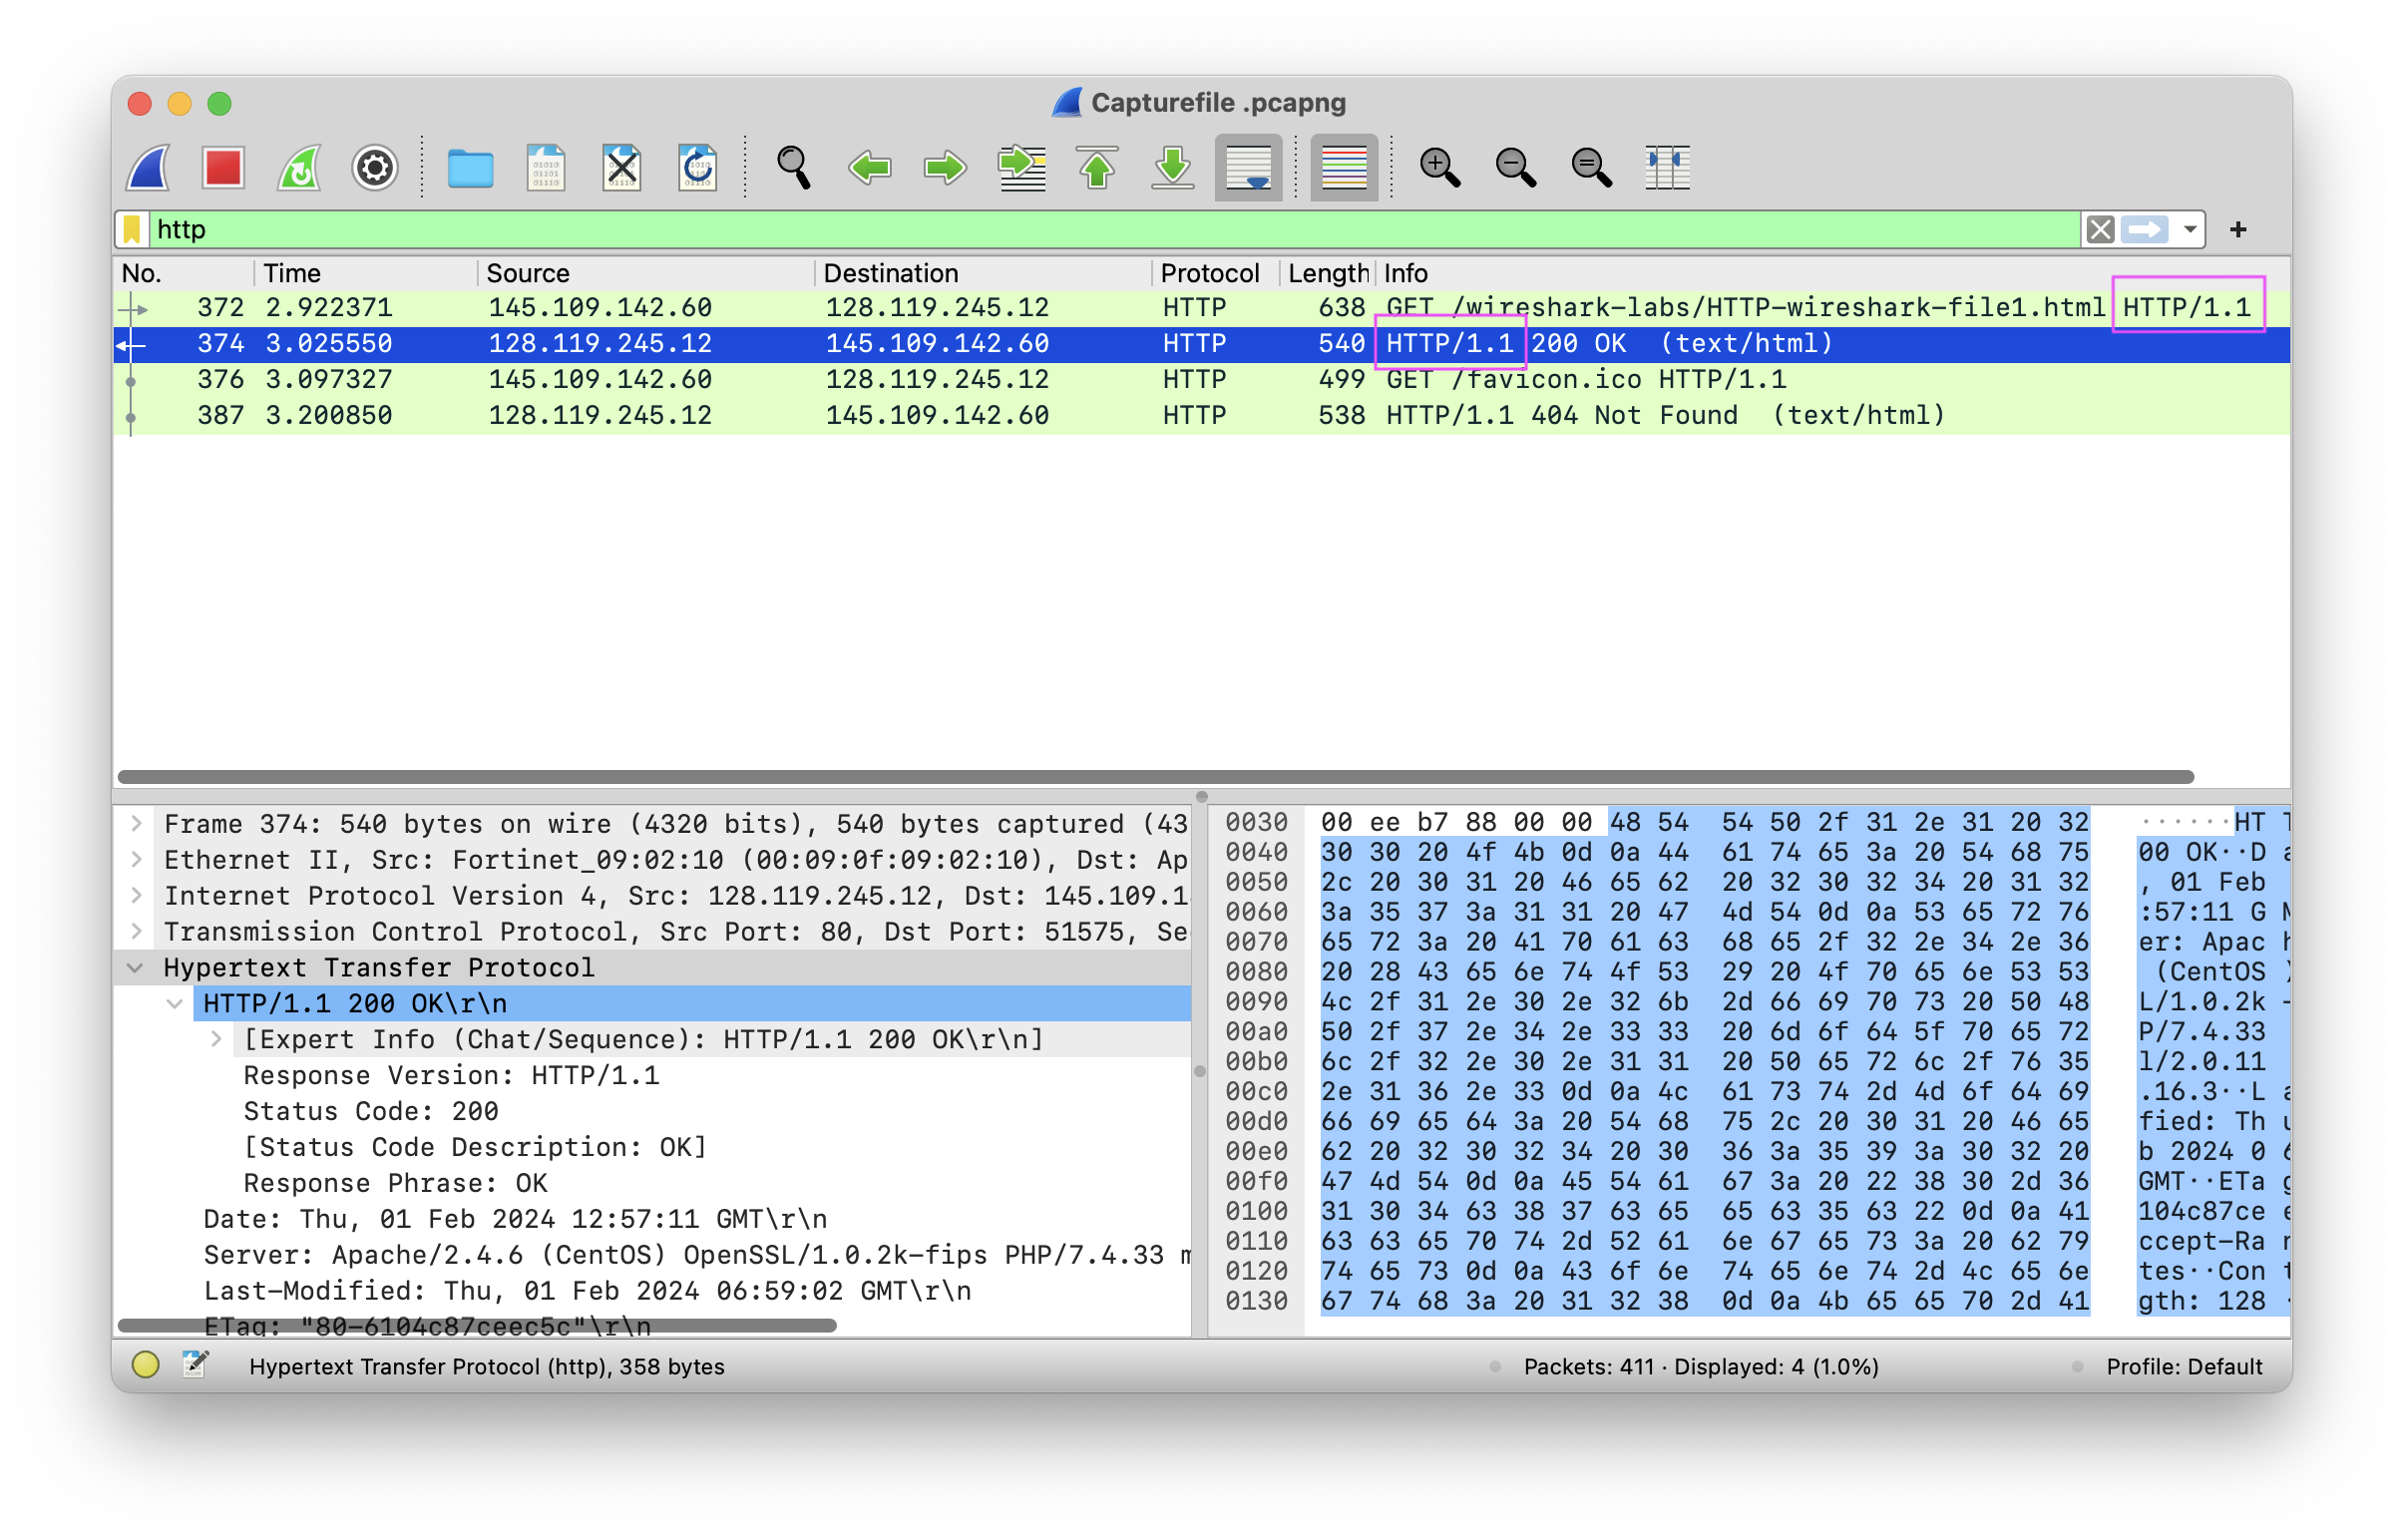 Capturefile .pcapng
http
No. Time Source Destination Protocol Length Info
372 2.922371 145.109.142.60 128.119.245.12 HTTP 638 GET /wireshark-labs/HTTP-wireshark-file1.html HTTP/1.1
374 3.025550 128.119.245.12 145.109.142.60 HTTP 540 HTTP/1.1 200 OK  (text/html)
376 3.097327 145.109.142.60 128.119.245.12 HTTP 499 GET /favicon.ico HTTP/1.1
387 3.200850 128.119.245.12 145.109.142.60 HTTP 538 HTTP/1.1 404 Not Found  (text/html)
Frame 374: 540 bytes on wire (4320 bits), 540 bytes captured (43
Ethernet II, Src: Fortinet_09:02:10 (00:09:0f:09:02:10), Dst: Ap
Internet Protocol Version 4, Src: 128.119.245.12, Dst: 145.109.1
Transmission Control Protocol, Src Port: 80, Dst Port: 51575, Se
Hypertext Transfer Protocol
HTTP/1.1 200 OK\r\n
[Expert Info (Chat/Sequence): HTTP/1.1 200 OK\r\n]
Response Version: HTTP/1.1
Status Code: 200
[Status Code Description: OK]
Response Phrase: OK
Date: Thu, 01 Feb 2024 12:57:11 GMT\r\n
Server: Apache/2.4.6 (CentOS) OpenSSL/1.0.2k-fips PHP/7.4.33 m
Last-Modified: Thu, 01 Feb 2024 06:59:02 GMT\r\n
ETag: "80-6104c87ceec5c"\r\n
0030 00 ee b7 88 00 00 48 54 54 50 2f 31 2e 31 20 32 ······HT T
0040 30 30 20 4f 4b 0d 0a 44 61 74 65 3a 20 54 68 75 00 OK··D a
0050 2c 20 30 31 20 46 65 62 20 32 30 32 34 20 31 32 , 01 Feb
0060 3a 35 37 3a 31 31 20 47 4d 54 0d 0a 53 65 72 76 :57:11 G M
0070 65 72 3a 20 41 70 61 63 68 65 2f 32 2e 34 2e 36 er: Apac h
0080 20 28 43 65 6e 74 4f 53 29 20 4f 70 65 6e 53 53 (CentOS )
0090 4c 2f 31 2e 30 2e 32 6b 2d 66 69 70 73 20 50 48 L/1.0.2k -
00a0 50 2f 37 2e 34 2e 33 33 20 6d 6f 64 5f 70 65 72 P/7.4.33
00b0 6c 2f 32 2e 30 2e 31 31 20 50 65 72 6c 2f 76 35 l/2.0.11
00c0 2e 31 36 2e 33 0d 0a 4c 61 73 74 2d 4d 6f 64 69 .16.3··L a
00d0 66 69 65 64 3a 20 54 68 75 2c 20 30 31 20 46 65 fied: Th u
00e0 62 20 32 30 32 34 20 30 36 3a 35 39 3a 30 32 20 b 2024 0 6
00f0 47 4d 54 0d 0a 45 54 61 67 3a 20 22 38 30 2d 36 GMT··ETa g
0100 31 30 34 63 38 37 63 65 65 63 35 63 22 0d 0a 41 104c87ce e
0110 63 63 65 70 74 2d 52 61 6e 67 65 73 3a 20 62 79 ccept-Ra n
0120 74 65 73 0d 0a 43 6f 6e 74 65 6e 74 2d 4c 65 6e tes··Con t
0130 67 74 68 3a 20 31 32 38 0d 0a 4b 65 65 70 2d 41 gth: 128 ·
Hypertext Transfer Protocol (http), 358 bytes
Packets: 411 · Displayed: 4 (1.0%)
Profile: Default